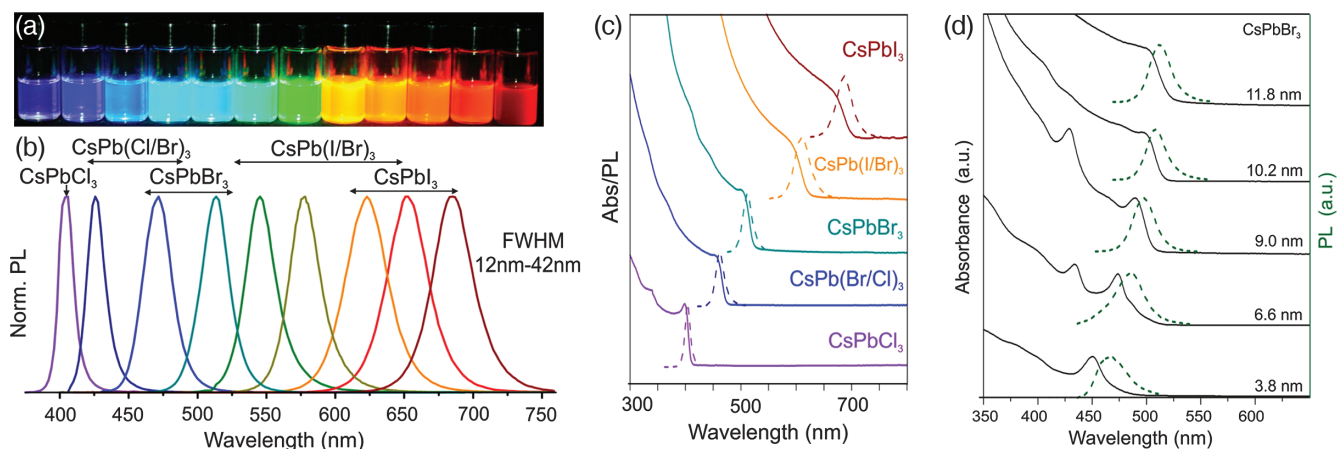 (a)
(b)
CsPb(Cl/Br)₃
CsPb(I/Br)₃
CsPbCl₃
CsPbBr₃
CsPbI₃
FWHM
12nm-42nm
Norm. PL
400 450 500 550 600 650 700 750
Wavelength (nm)
(c)
CsPbI₃
CsPb(I/Br)₃
CsPbBr₃
CsPb(Br/Cl)₃
CsPbCl₃
Abs/PL
300 500 700
Wavelength (nm)
(d)
CsPbBr₃
11.8 nm
10.2 nm
9.0 nm
6.6 nm
3.8 nm
Absorbance (a.u.)
PL (a.u.)
350 400 450 500 550 600
Wavelength (nm)